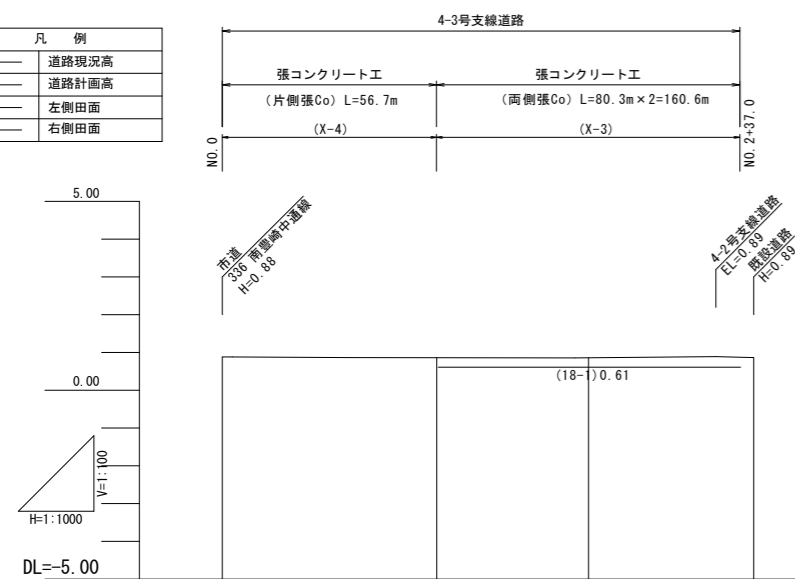 凡 例
道路現況高
道路計画高
左側田面
右側田面
4-3号支線道路
張コンクリート工
(片側張Co) L=56.7m
(X-4)
張コンクリート工
(両側張Co) L=80.3m×2=160.6m
(X-3)
NO.0
NO.2+37.0
市道
336 南豊崎中通線
H=0.88
4-2号支線道路
EL=0.89
既設道路
H=0.89
5.00
0.00
(18-1)0.61
V=1:100
H=1:1000
DL=-5.00